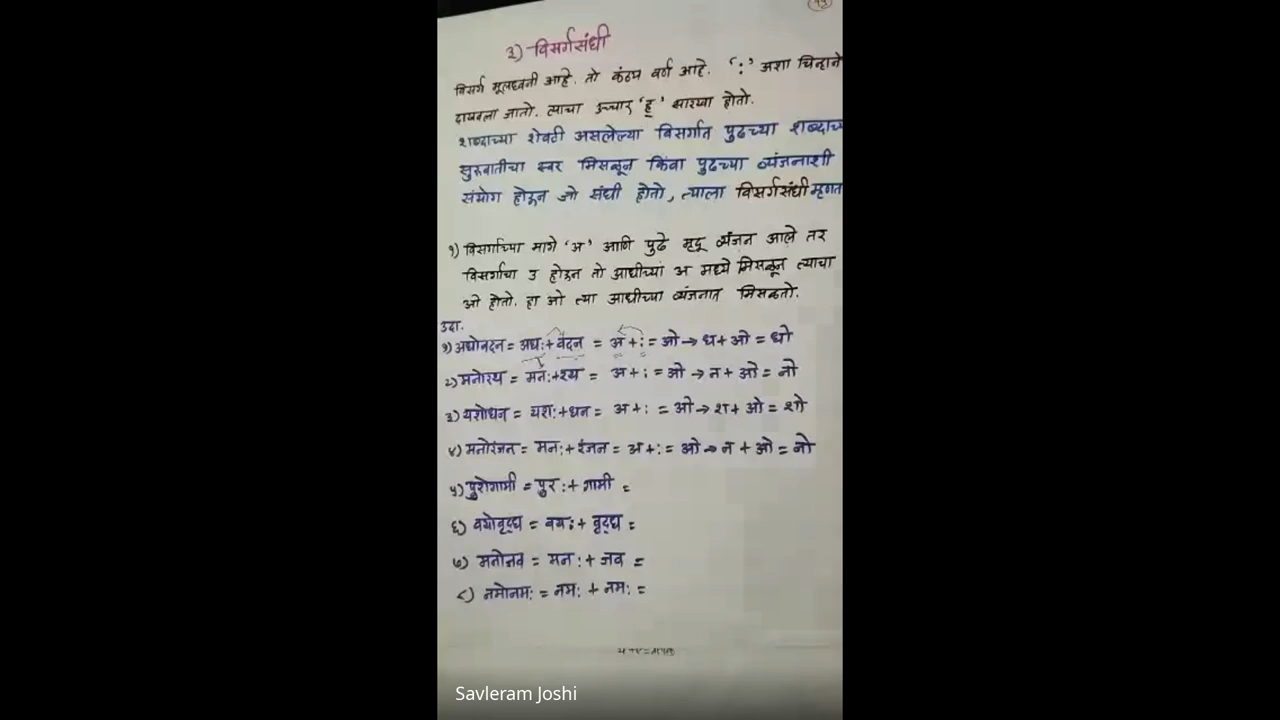 ३) विसर्गसंधी
विसर्ग मूलध्वनी आहे. तो कंठ्य वर्ण आहे. ':' अशा चिन्हाने
दाखवला जातो. त्याचा उच्चार 'ह्' सारखा होतो.
शब्दाच्या शेवटी असलेल्या विसर्गात पुढच्या शब्दाच्य
सुरुवातीचा स्वर मिसळून किंवा पुढच्या व्यंजनाशी
संयोग होऊन जो संधी होतो, त्याला विसर्गसंधी म्हणत
१) विसर्गाच्या मागे 'अ' आणि पुढे मृदू व्यंजन आले तर
विसर्गाचा उ होऊन तो आधीच्या अ मध्ये मिसळून त्याचा
ओ होतो. हा ओ त्या आधीच्या व्यंजनात मिसळतो.
उदा.
१) अधोवदन = अध:+वदन = अ+: = ओ → ध+ओ = धो
२) मनोरथ = मन:+रथ = अ+: = ओ → न+ओ = नो
३) यशोधन = यश:+धन = अ+: = ओ → श+ओ = शो
४) मनोरंजन = मन:+रंजन = अ+: = ओ → न+ओ = नो
५) पुरोगामी = पुर:+गामी =
६) वयोवृद्ध = वय:+वृद्ध =
७) मनोजव = मन:+जव =
८) नमोनम: = नम:+नम: =
Savleram Joshi